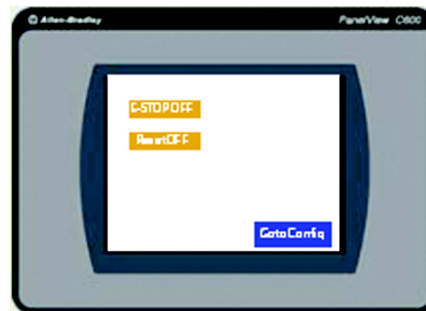 Allen-Bradley
PanelView C600
E-STOP OFF
Reset OFF
Goto Config